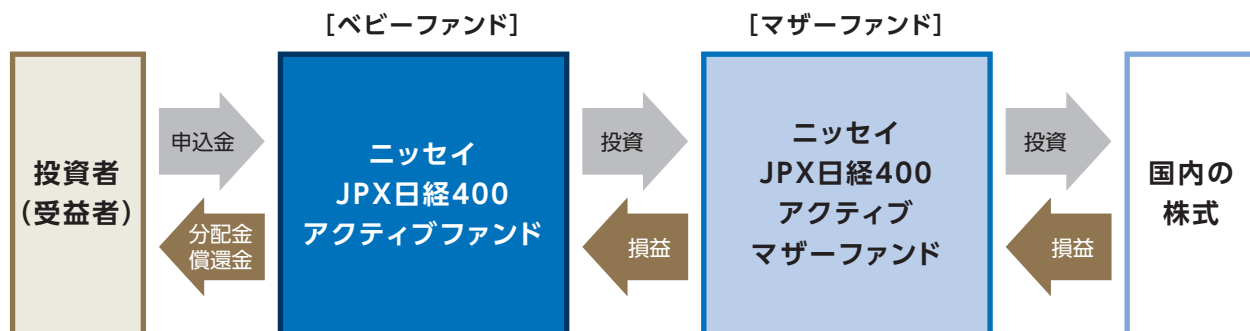 [ベビーファンド]
[マザーファンド]
投資者
(受益者)
申込金
分配金
償還金
ニッセイ
JPX日経400
アクティブファンド
投資
損益
ニッセイ
JPX日経400
アクティブ
マザーファンド
投資
損益
国内の
株式